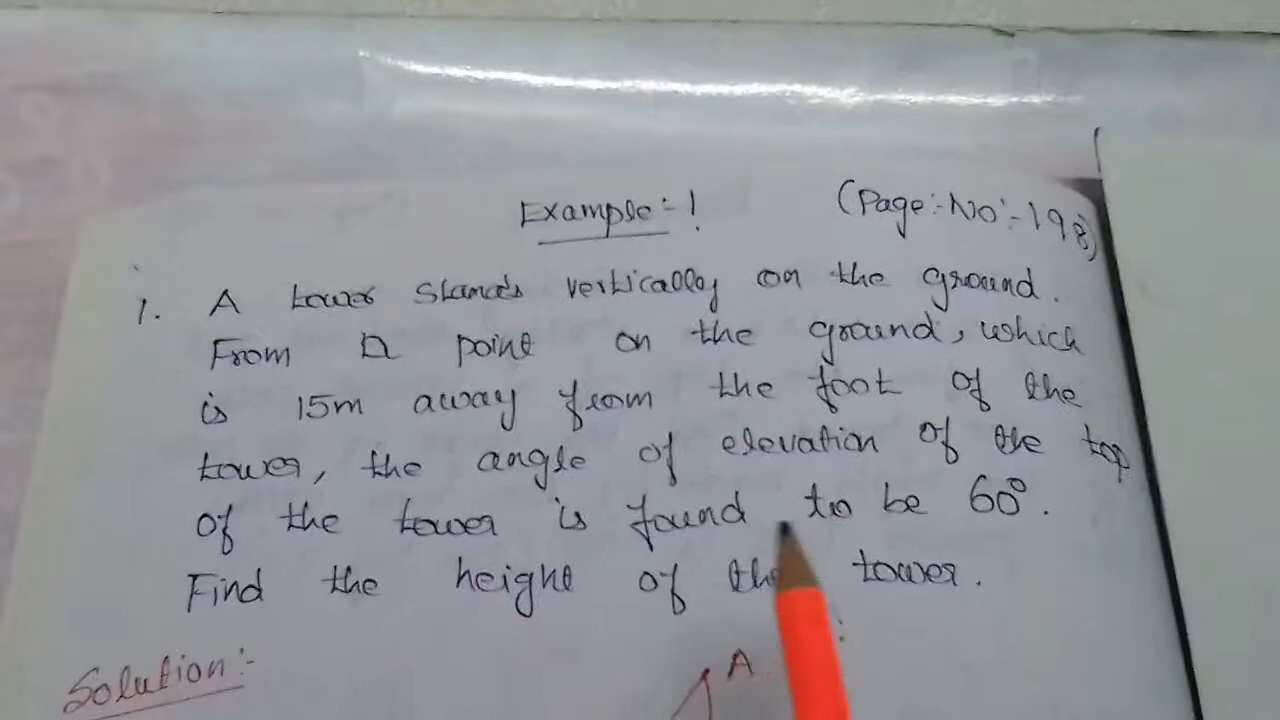 Example:- 1 (Page:-No:-198)
1. A tower stands vertically on the ground.
From a point on the ground, which
is 15m away from the foot of the
tower, the angle of elevation of the top
of the tower is found to be 60°.
Find the height of the tower.
Solution:-
A